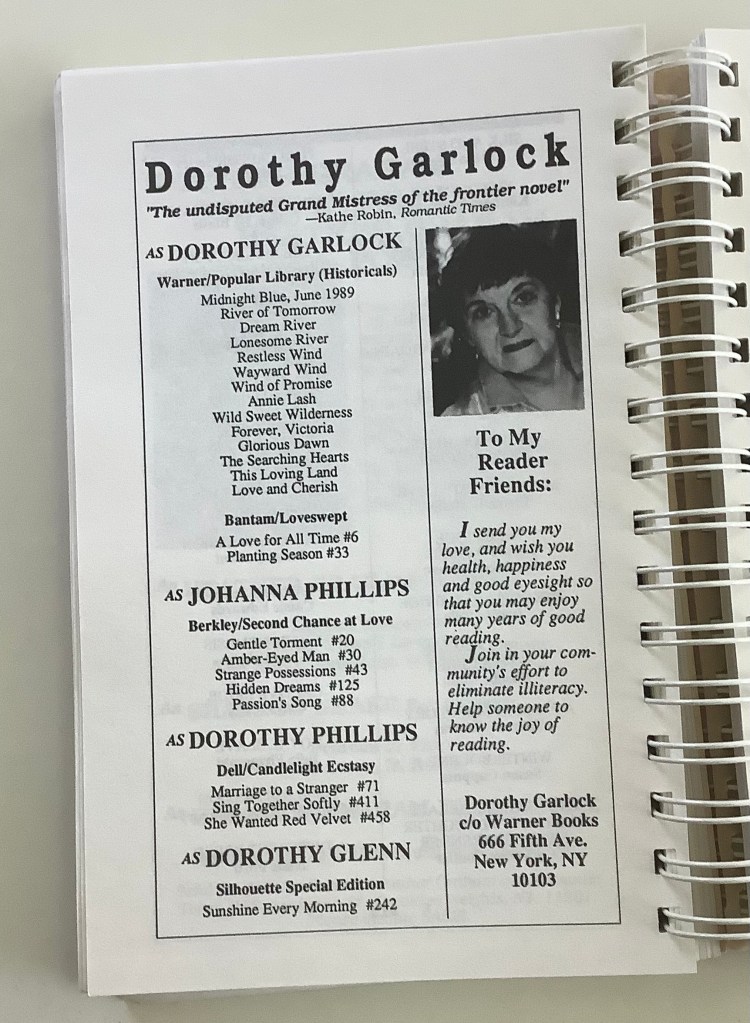 Dorothy Garlock
"The undisputed Grand Mistress of the frontier novel"
—Kathe Robin, Romantic Times
AS DOROTHY GARLOCK
Warner/Popular Library (Historicals)
Midnight Blue, June 1989
River of Tomorrow
Dream River
Lonesome River
Restless Wind
Wayward Wind
Wind of Promise
Annie Lash
Wild Sweet Wilderness
Forever, Victoria
Glorious Dawn
The Searching Hearts
This Loving Land
Love and Cherish
Bantam/Loveswept
A Love for All Time #6
Planting Season #33
AS JOHANNA PHILLIPS
Berkley/Second Chance at Love
Gentle Torment #20
Amber-Eyed Man #30
Strange Possessions #43
Hidden Dreams #125
Passion's Song #88
AS DOROTHY PHILLIPS
Dell/Candlelight Ecstasy
Marriage to a Stranger #71
Sing Together Softly #411
She Wanted Red Velvet #458
AS DOROTHY GLENN
Silhouette Special Edition
Sunshine Every Morning #242
To My
Reader
Friends:
I send you my
love, and wish you
health, happiness
and good eyesight so
that you may enjoy
many years of good
reading.
Join in your com-
munity's effort to
eliminate illiteracy.
Help someone to
know the joy of
reading.
Dorothy Garlock
c/o Warner Books
666 Fifth Ave.
New York, NY
10103